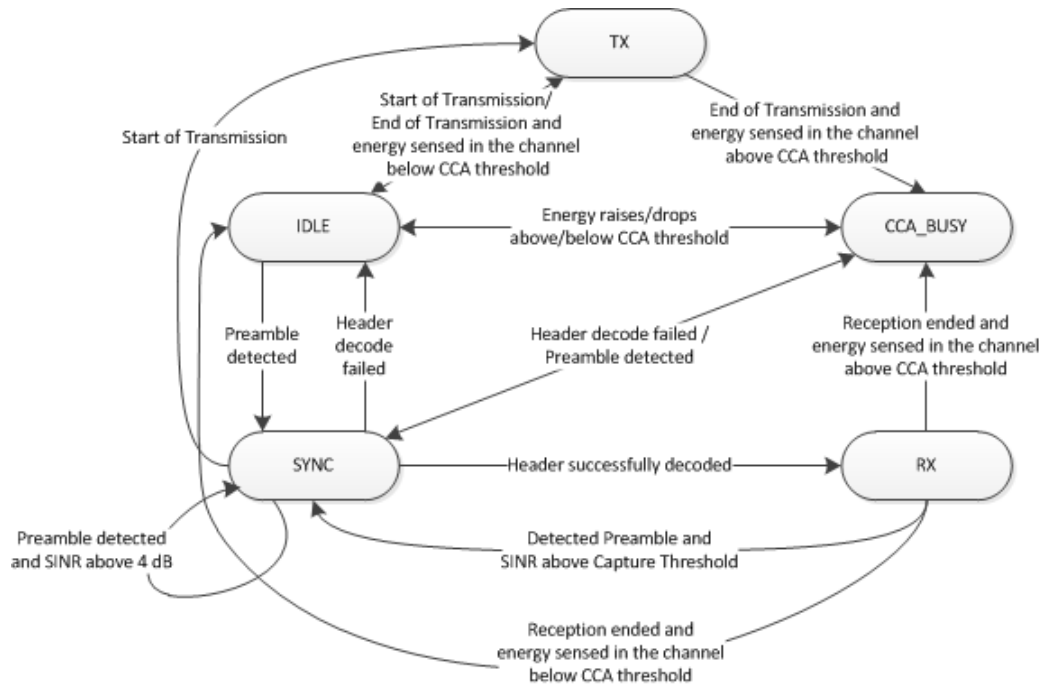 TX
Start of Transmission/
End of Transmission and
energy sensed in the channel
below CCA threshold
End of Transmission and
energy sensed in the channel
above CCA threshold
Start of Transmission
IDLE
Energy raises/drops
above/below CCA threshold
CCA_BUSY
Preamble
detected
Header
decode
failed
Header decode failed /
Preamble detected
Reception ended and
energy sensed in the channel
above CCA threshold
SYNC
Header successfully decoded
RX
Preamble detected
and SINR above 4 dB
Detected Preamble and
SINR above Capture Threshold
Reception ended and
energy sensed in the channel
below CCA threshold